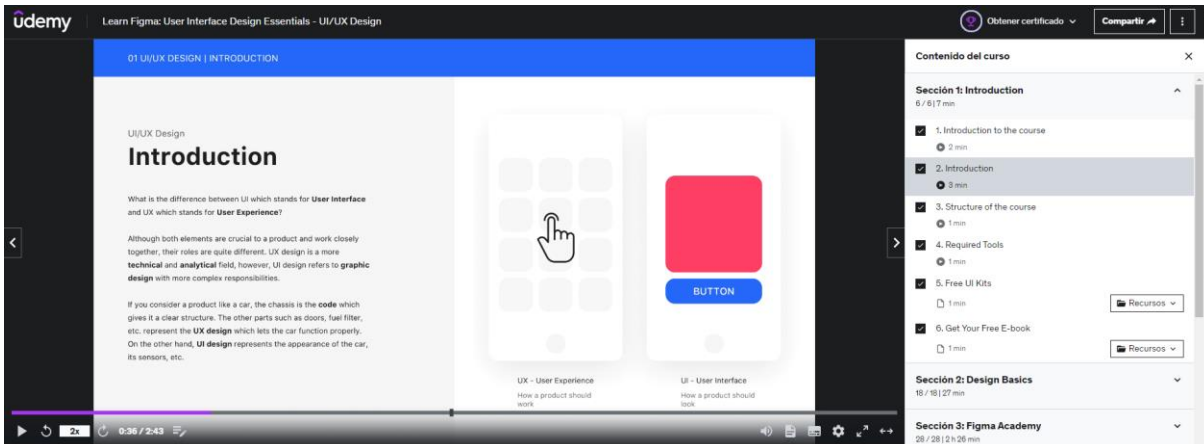 ûdemy
Learn Figma: User Interface Design Essentials - UI/UX Design
Obtener certificado
Compartir
01 UI/UX DESIGN | INTRODUCTION
UI/UX Design
Introduction
What is the difference between UI which stands for User Interface
and UX which stands for User Experience?
Although both elements are crucial to a product and work closely
together, their roles are quite different. UX design is a more
technical and analytical field, however, UI design refers to graphic
design with more complex responsibilities.
If you consider a product like a car, the chassis is the code which
gives it a clear structure. The other parts such as doors, fuel filter,
etc. represent the UX design which lets the car function properly.
On the other hand, UI design represents the appearance of the car,
its sensors, etc.
BUTTON
UX - User Experience
How a product should
work
UI - User Interface
How a product should
look
2x
0:36 / 2:43
Contenido del curso
Sección 1: Introduction
6 / 6 | 7 min
1. Introduction to the course
2 min
2. Introduction
3 min
3. Structure of the course
1 min
4. Required Tools
1 min
5. Free UI Kits
1 min
Recursos
6. Get Your Free E-book
1 min
Recursos
Sección 2: Design Basics
18 / 18 | 27 min
Sección 3: Figma Academy
28 / 28 | 2 h 26 min